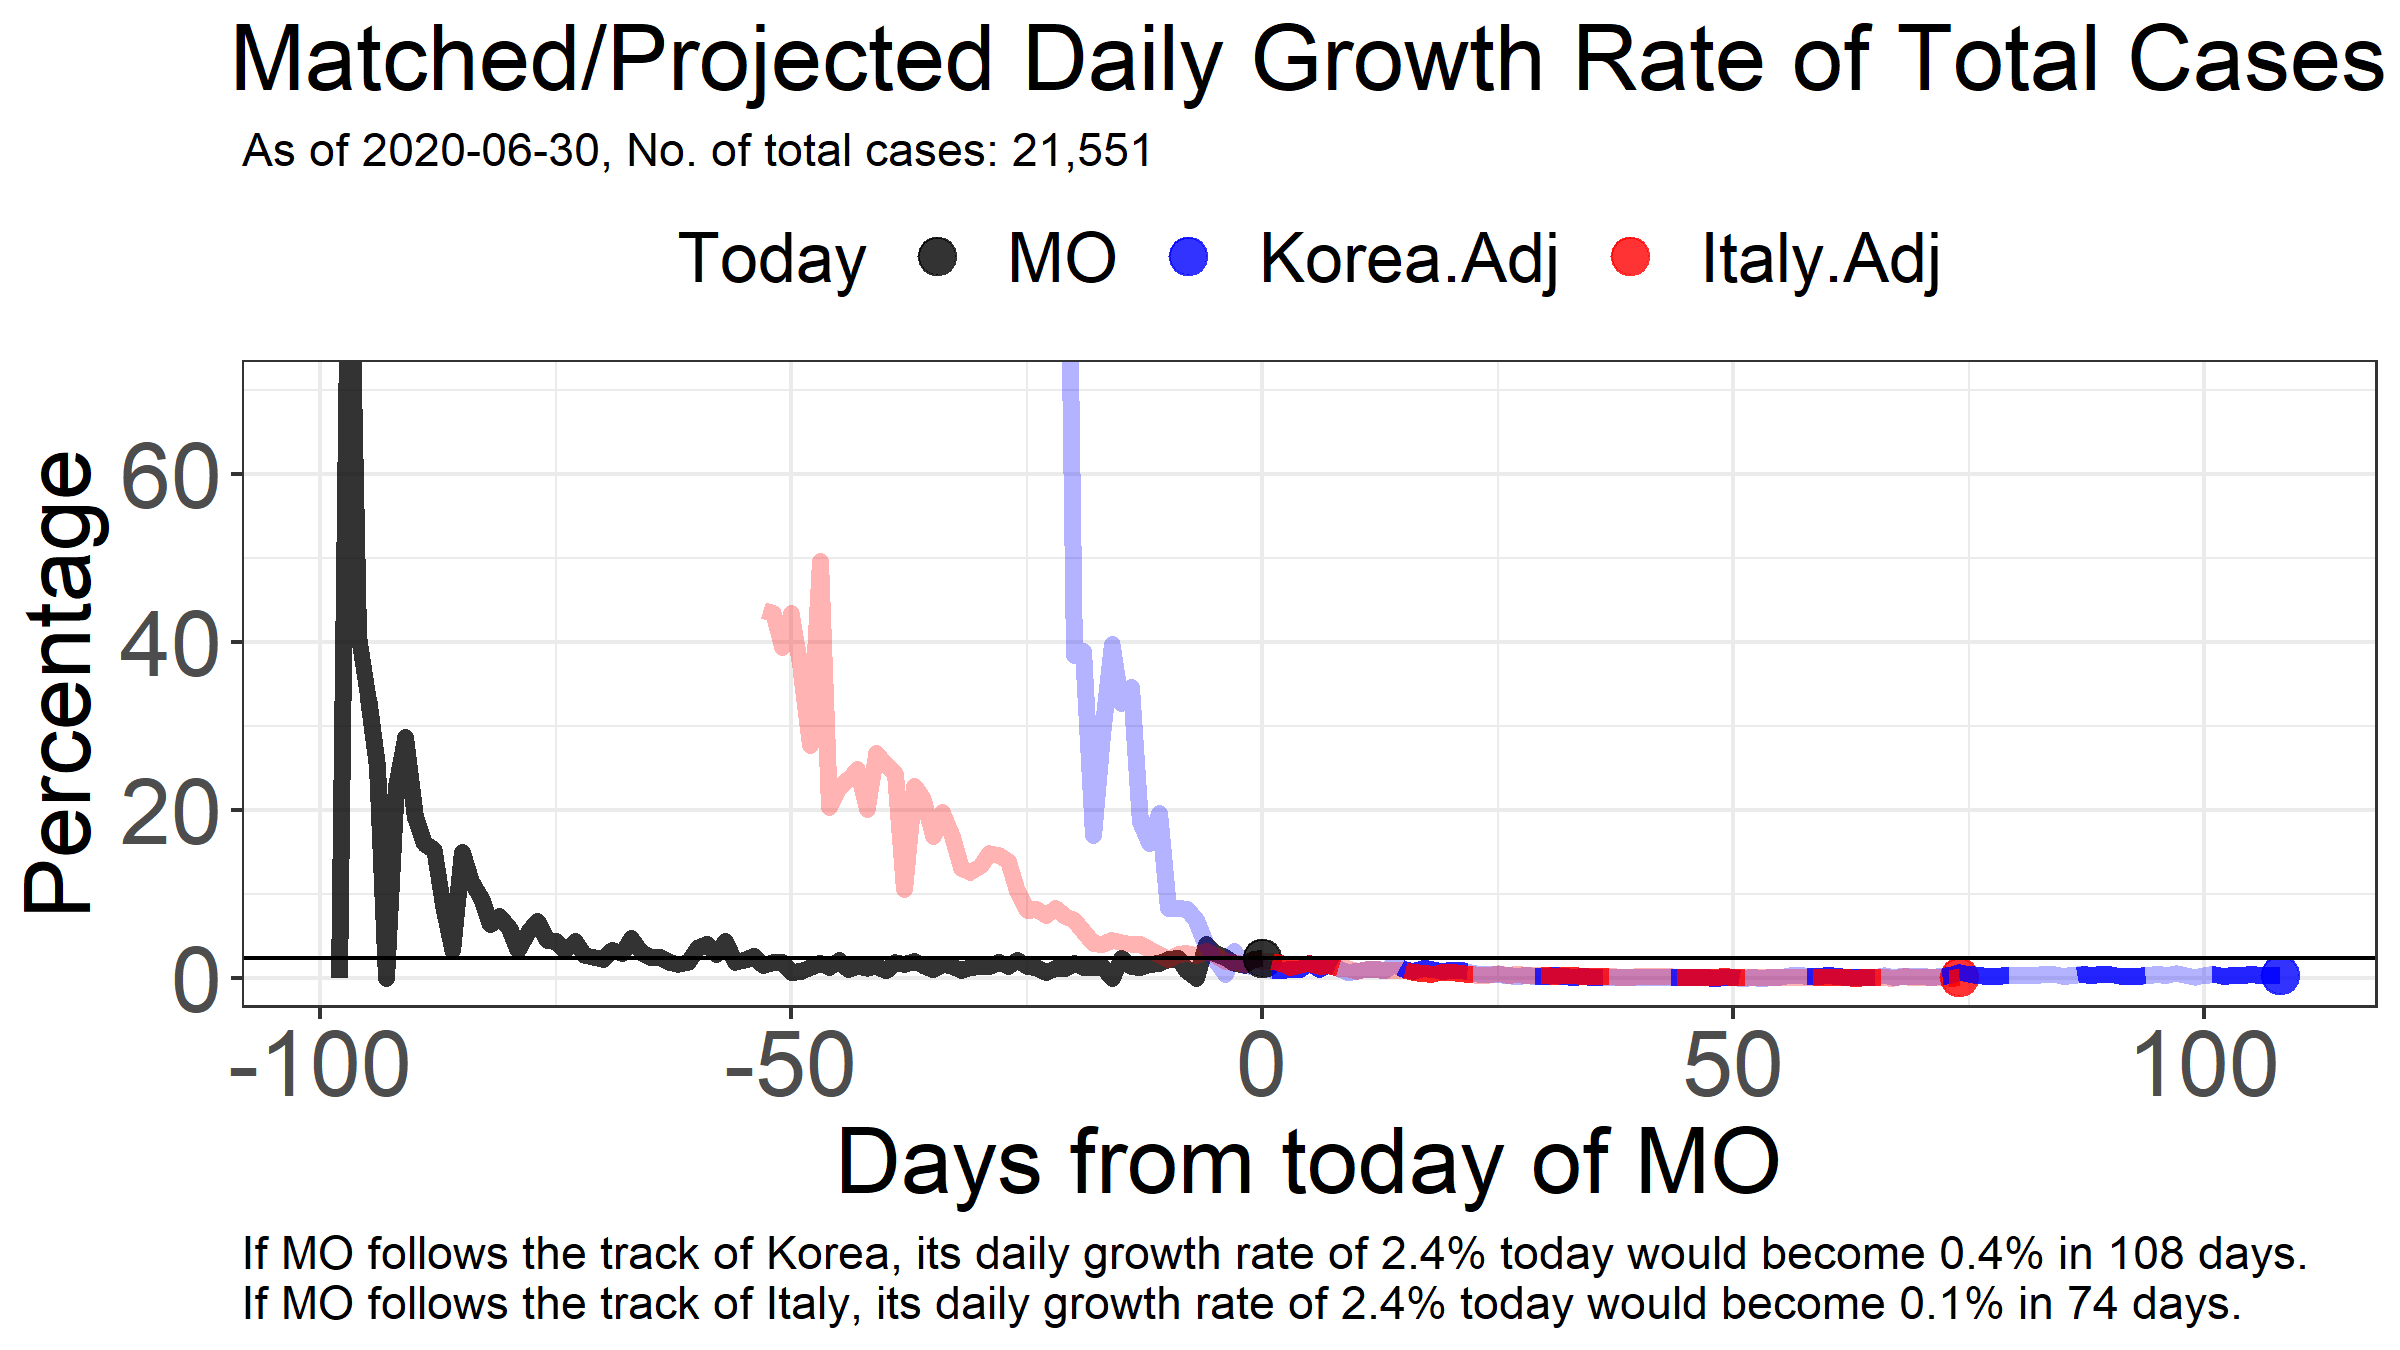 Matched/Projected Daily Growth Rate of Total Cases
As of 2020-06-30, No. of total cases: 21,551
Today MO Korea.Adj Italy.Adj
Percentage
60
40
20
0
-100 -50 0 50 100
Days from today of MO
If MO follows the track of Korea, its daily growth rate of 2.4% today would become 0.4% in 108 days.
If MO follows the track of Italy, its daily growth rate of 2.4% today would become 0.1% in 74 days.